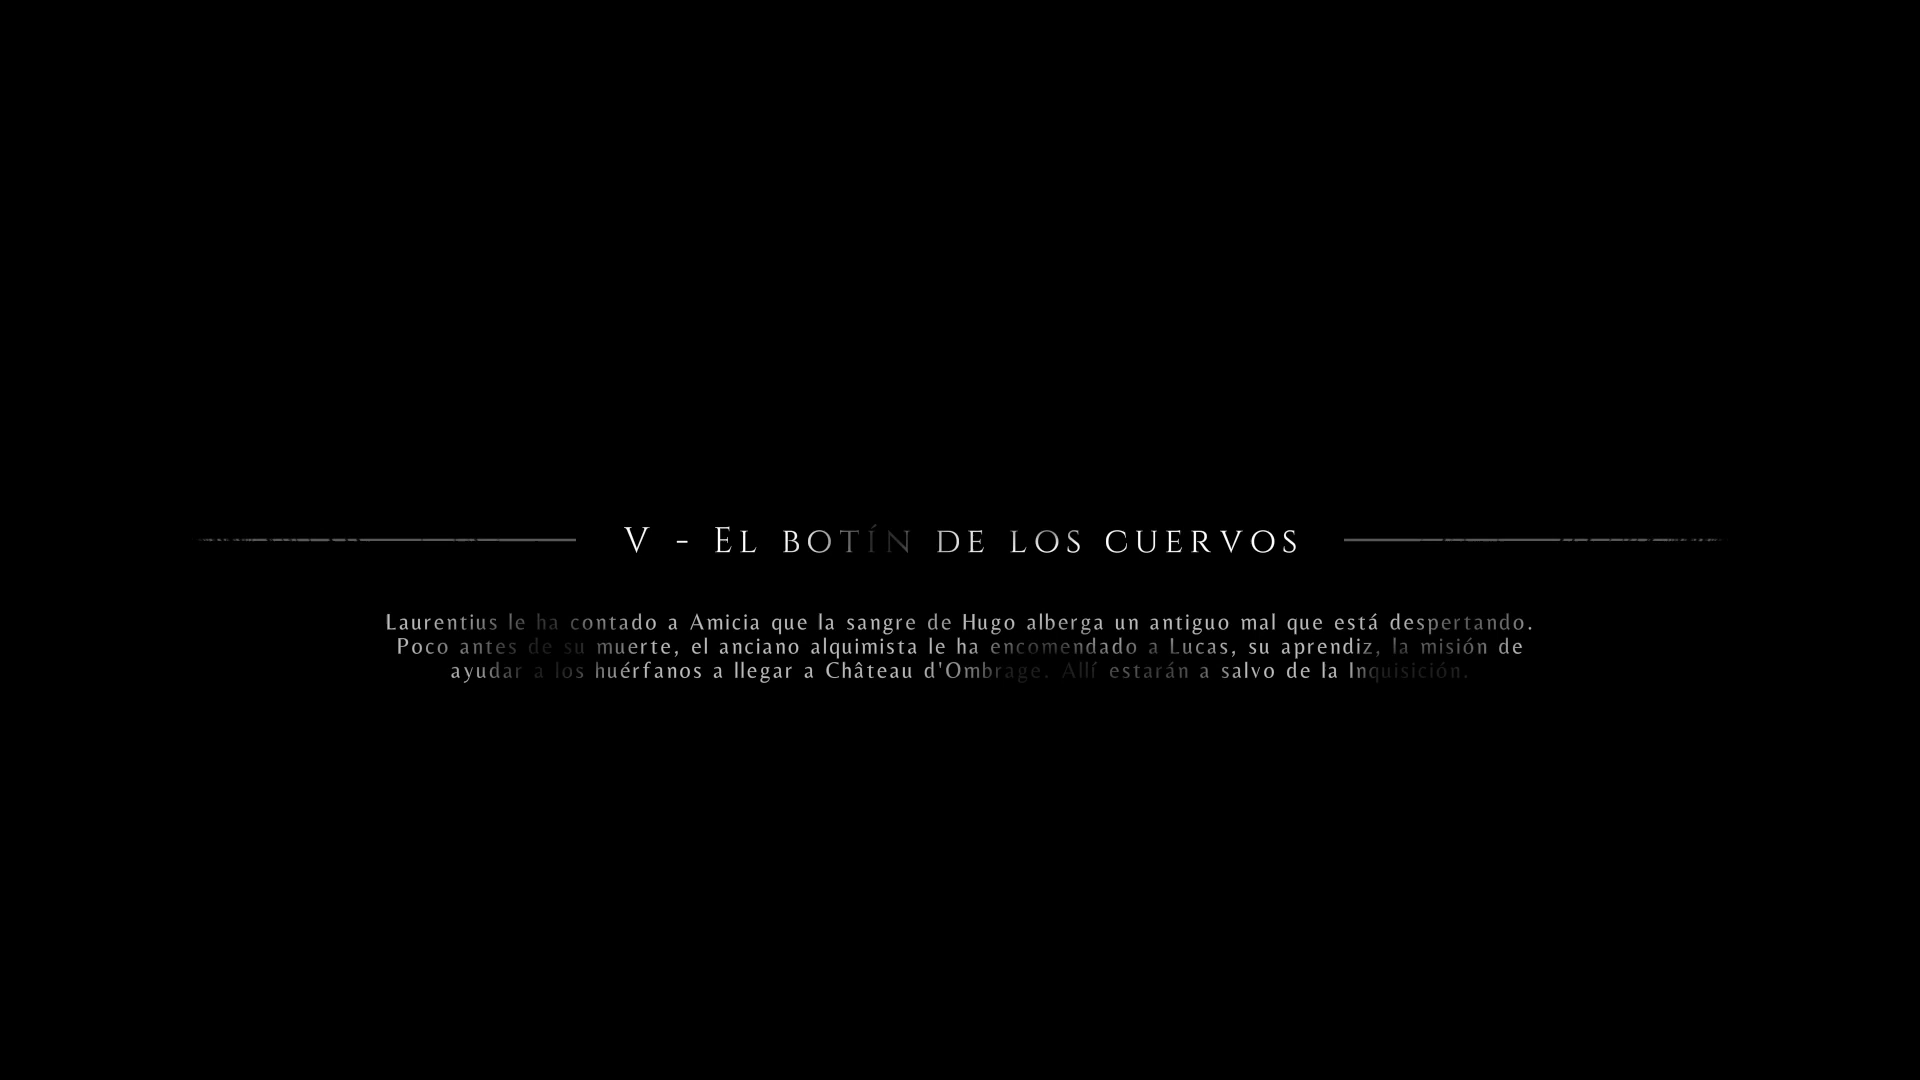 V - El botín de los cuervos
Laurentius le ha contado a Amicia que la sangre de Hugo alberga un antiguo mal que está despertando.
Poco antes de su muerte, el anciano alquimista le ha encomendado a Lucas, su aprendiz, la misión de
ayudar a los huérfanos a llegar a Château d'Ombrage. Allí estarán a salvo de la Inquisición.